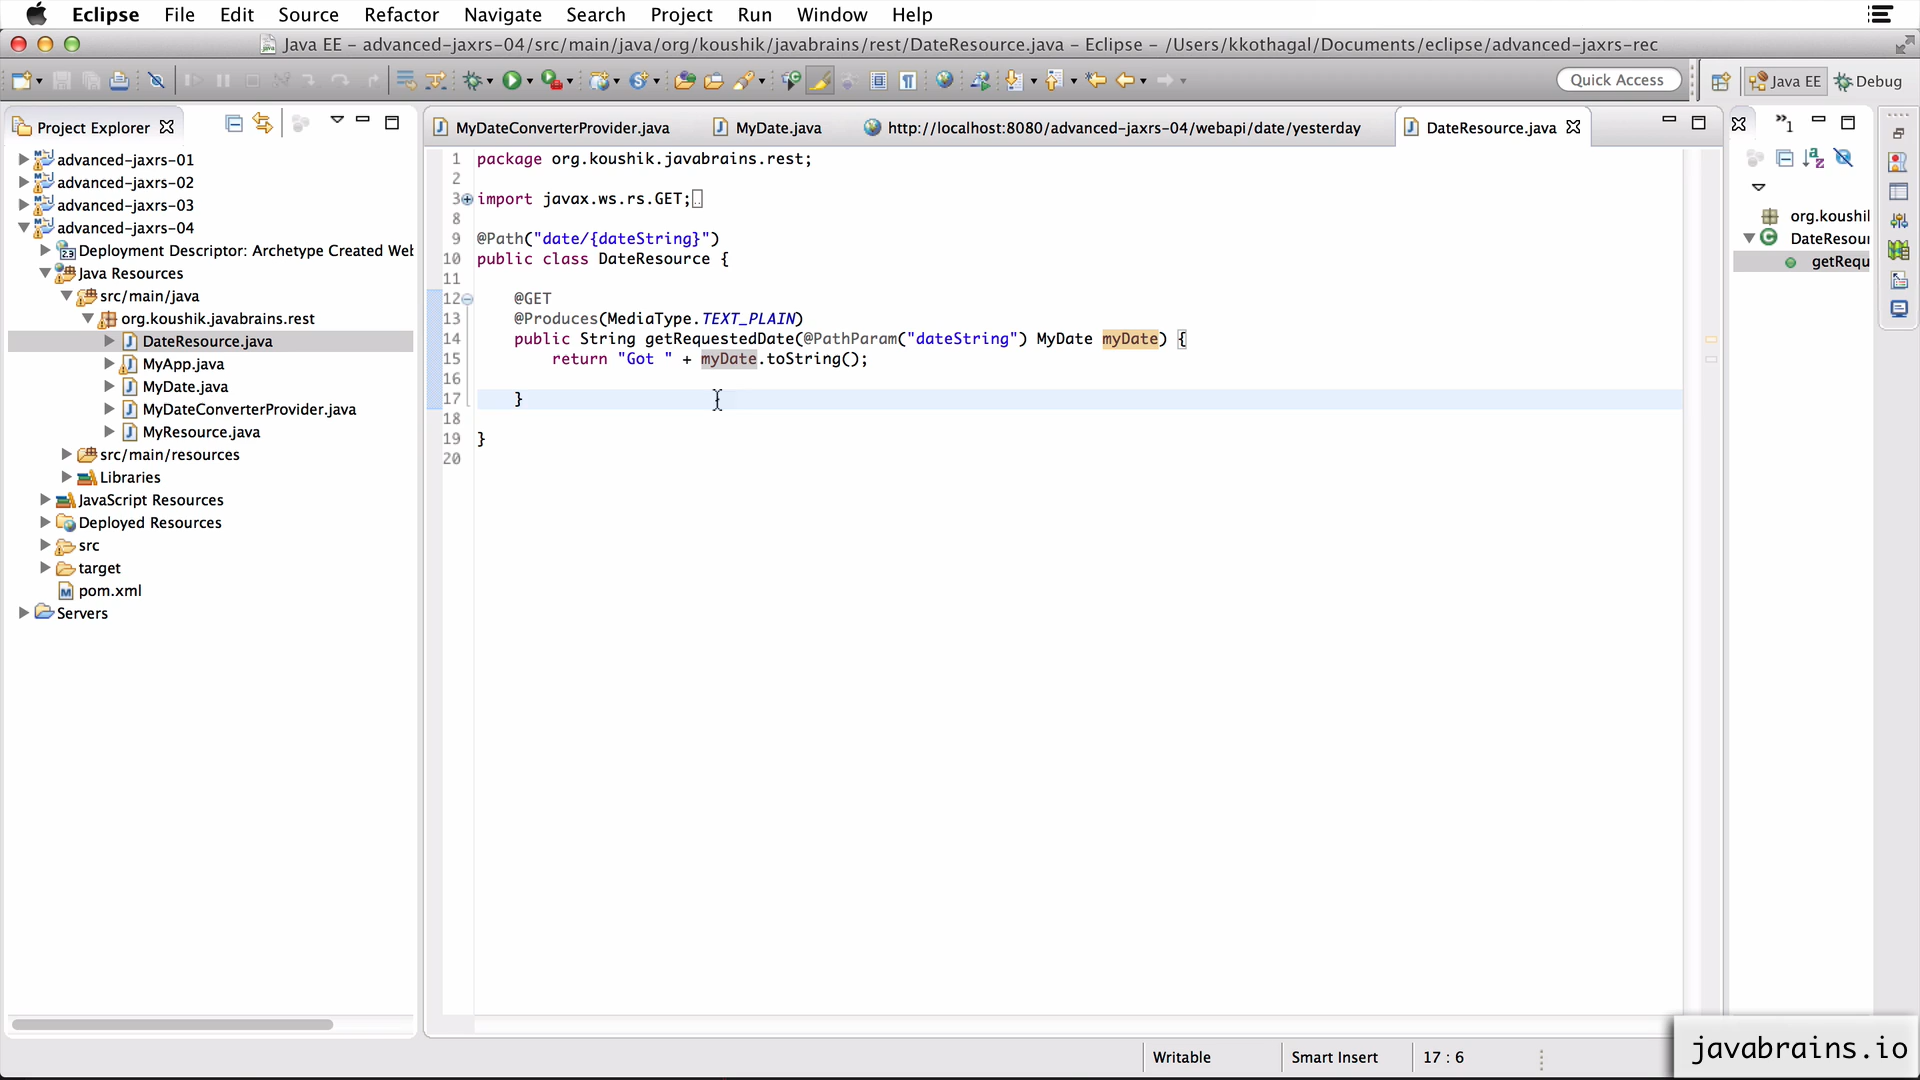 Eclipse File Edit Source Refactor Navigate Search Project Run Window Help
Java EE – advanced-jaxrs-04/src/main/java/org/koushik/javabrains/rest/DateResource.java – Eclipse – /Users/kkothagal/Documents/eclipse/advanced-jaxrs-rec
Quick Access Java EE Debug
Project Explorer
advanced-jaxrs-01
advanced-jaxrs-02
advanced-jaxrs-03
advanced-jaxrs-04
Deployment Descriptor: Archetype Created Web
Java Resources
src/main/java
org.koushik.javabrains.rest
DateResource.java
MyApp.java
MyDate.java
MyDateConverterProvider.java
MyResource.java
src/main/resources
Libraries
JavaScript Resources
Deployed Resources
src
target
pom.xml
Servers
MyDateConverterProvider.java MyDate.java http://localhost:8080/advanced-jaxrs-04/webapi/date/yesterday DateResource.java
1 package org.koushik.javabrains.rest;
2
3 import javax.ws.rs.GET;
8
9 @Path("date/{dateString}")
10 public class DateResource {
11
12 @GET
13 @Produces(MediaType.TEXT_PLAIN)
14 public String getRequestedDate(@PathParam("dateString") MyDate myDate) {
15 return "Got " + myDate.toString();
16
17 }
18
19 }
20
»1
org.koushil
DateResour
getRequ
Writable Smart Insert 17 : 6
javabrains.io